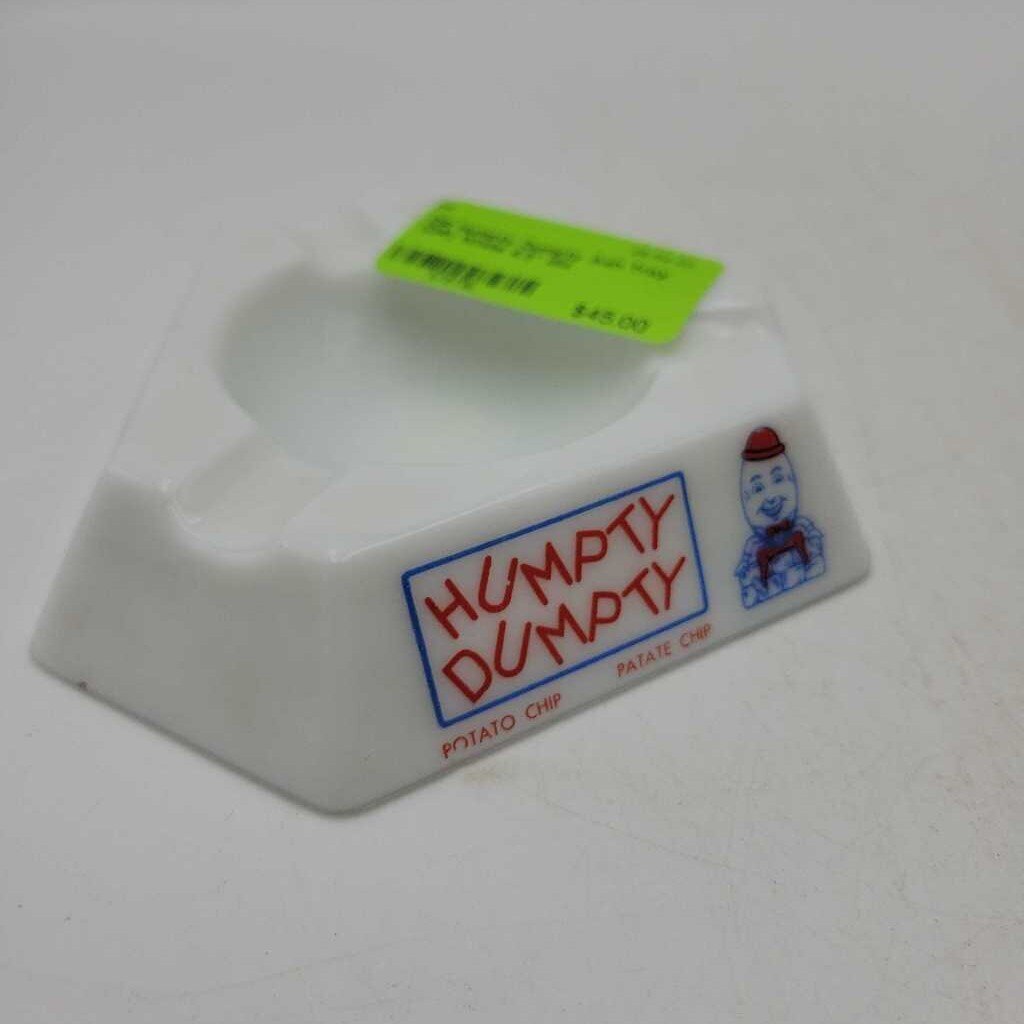 $45.00
HUMPTY
DUMPTY
POTATO CHIP PATATE CHIP